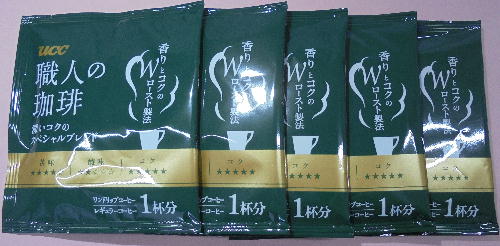 ucc
職人の
珈琲
深いコクの
スペシャルブレンド
香りとコクの
Wロースト製法
苦味 酸味 コク
★★★★★
ワンドリップコーヒー
レギュラーコーヒー
1杯分
香りとコクの
Wロースト製法
コク
★★★★★
1杯分
香りとコクの
Wロースト製法
コク
★★★★★
1杯分
香りとコクの
Wロースト製法
コク
★★★★★
1杯分
香りとコクの
Wロースト製法
コク
★★★★★
1杯分